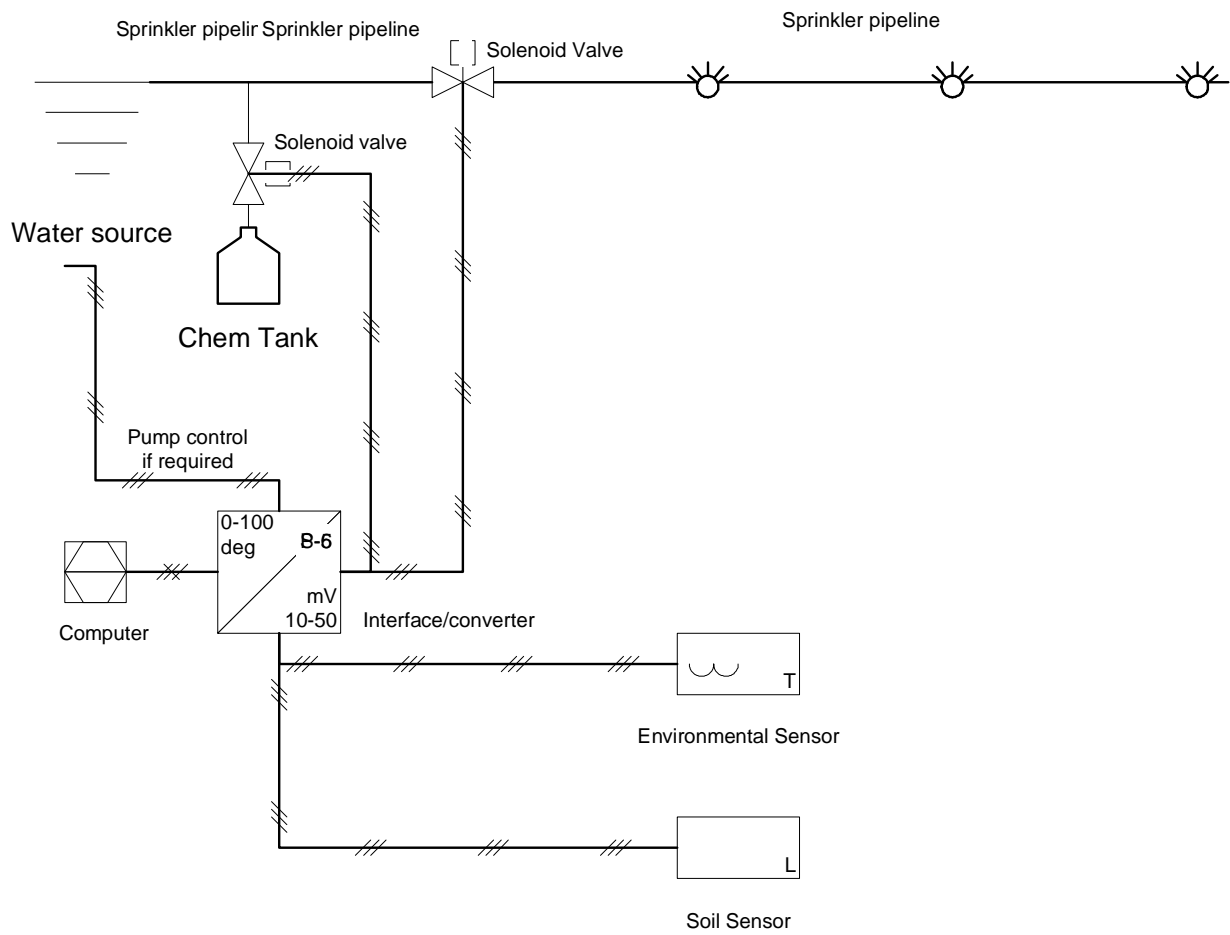 Sprinkler pipelir Sprinkler pipeline
Sprinkler pipeline
Solenoid Valve
Solenoid valve
Water source
Chem Tank
Pump control
if required
0-100
deg
B-6
mV
10-50
Interface/converter
Computer
T
Environmental Sensor
L
Soil Sensor